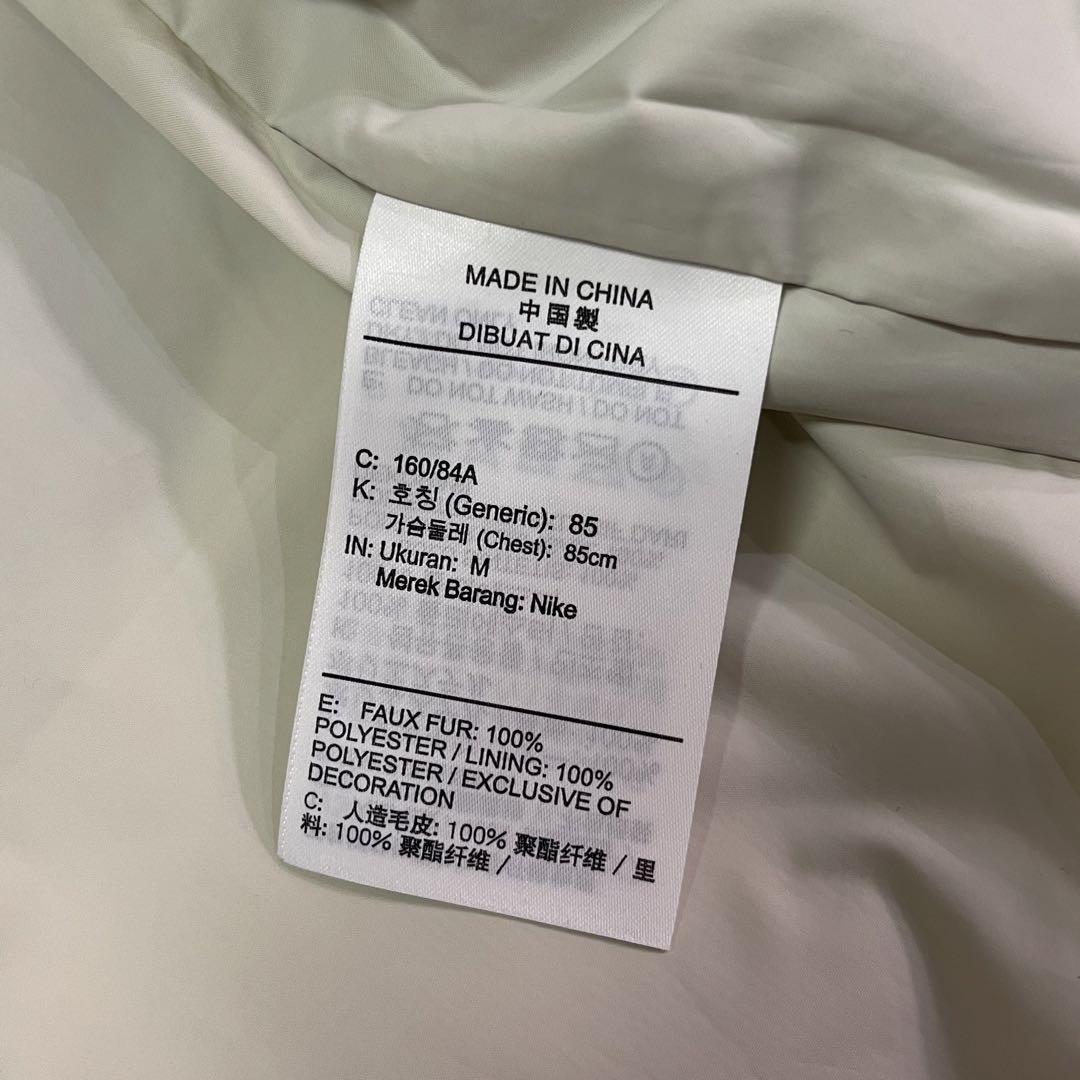 MADE IN CHINA
中国製
DIBUAT DI CINA
C: 160/84A
K: 호칭 (Generic): 85
가슴둘레 (Chest): 85cm
IN: Ukuran: M
Merek Barang: Nike
E: FAUX FUR: 100%
POLYESTER / LINING: 100%
POLYESTER / EXCLUSIVE OF
DECORATION
C: 人造毛皮: 100% 聚酯纤维 / 里
料: 100% 聚酯纤维 /